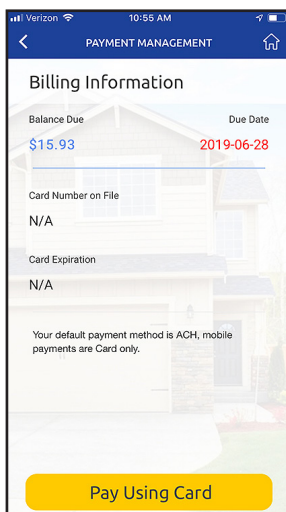 Verizon 10:55 AM
PAYMENT MANAGEMENT
Billing Information
Balance Due Due Date
$15.93 2019-06-28
Card Number on File
N/A
Card Expiration
N/A
Your default payment method is ACH, mobile
payments are Card only.
Pay Using Card